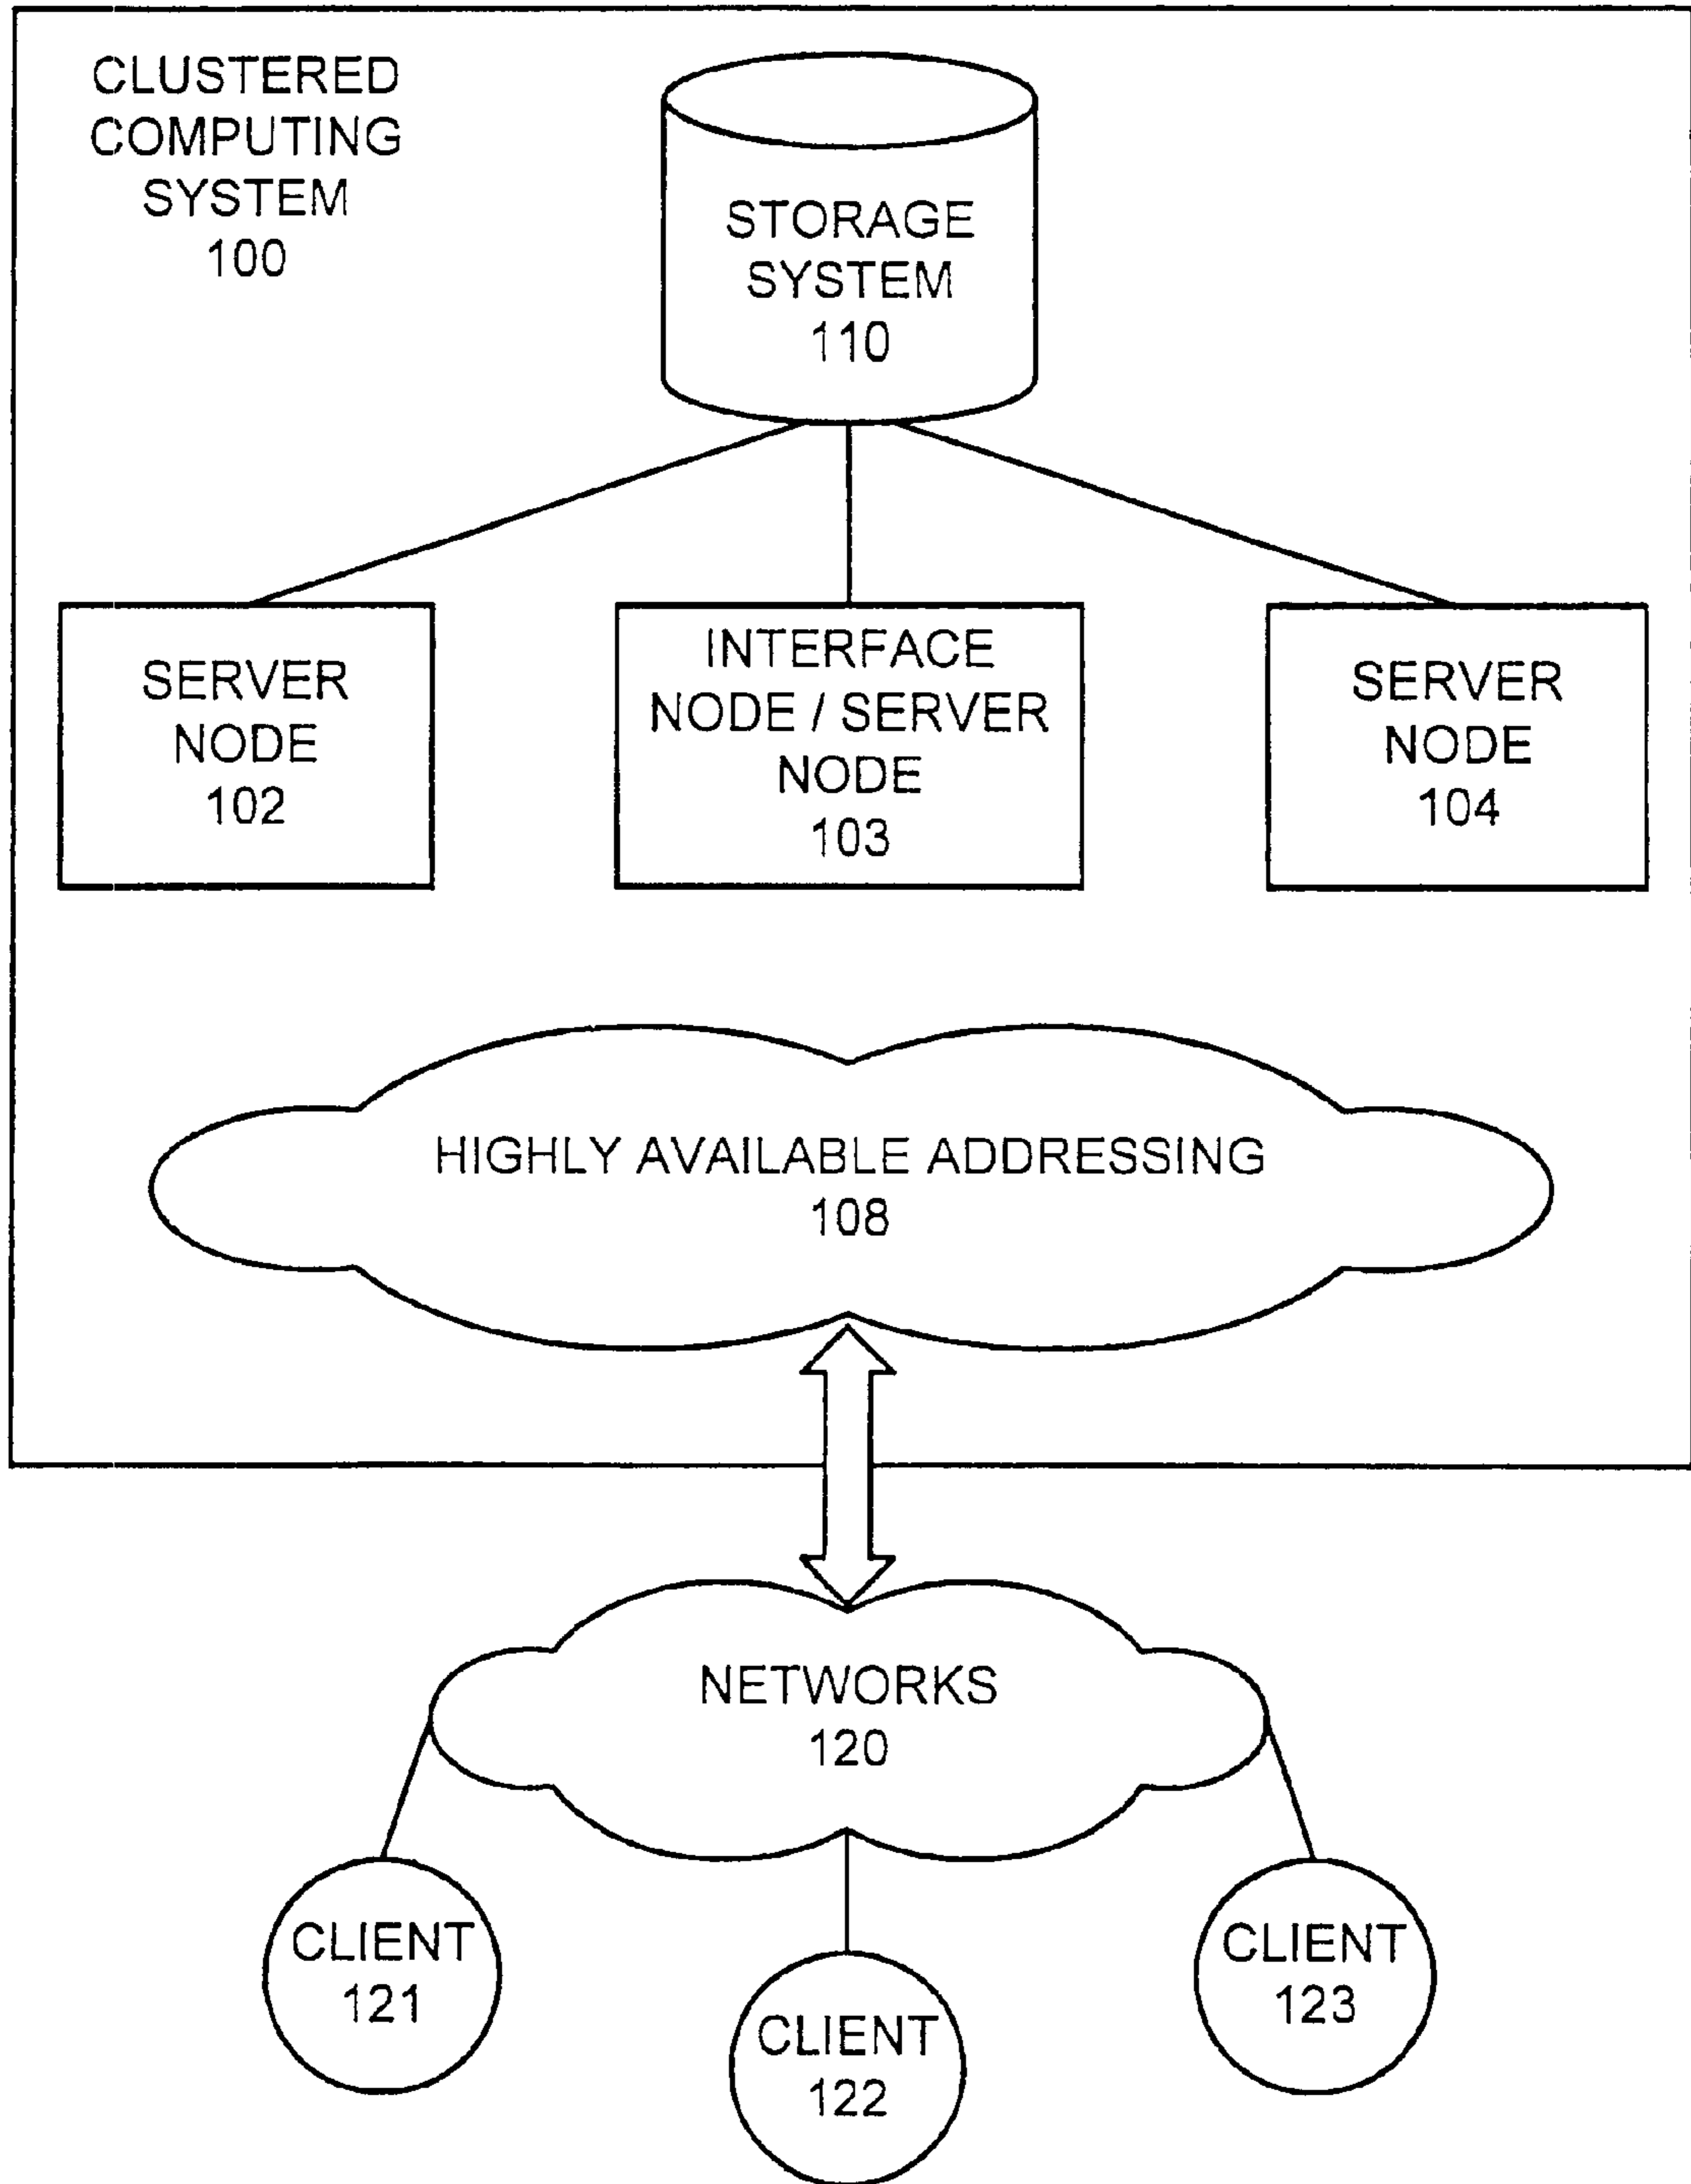 CLUSTERED
COMPUTING
SYSTEM
100
STORAGE
SYSTEM
110
SERVER
NODE
102
INTERFACE
NODE / SERVER
NODE
103
SERVER
NODE
104
HIGHLY AVAILABLE ADDRESSING
108
NETWORKS
120
CLIENT
121
CLIENT
122
CLIENT
123